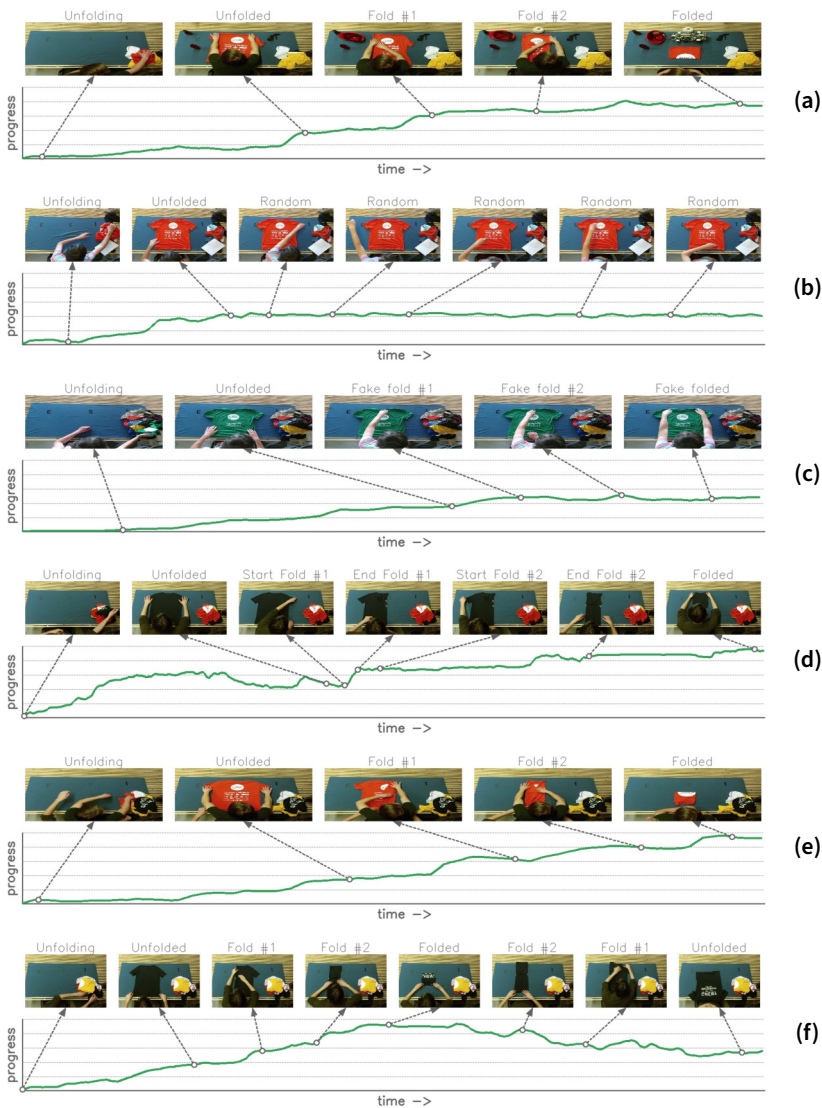 Unfolding Unfolded Fold #1 Fold #2 Folded
(a)
progress
time –>
Unfolding Unfolded Random Random Random Random Random
(b)
progress
time –>
Unfolding Unfolded Fake fold #1 Fake fold #2 Fake folded
(c)
progress
time –>
Unfolding Unfolded Start Fold #1 End Fold #1 Start Fold #2 End Fold #2 Folded
(d)
progress
time –>
Unfolding Unfolded Fold #1 Fold #2 Folded
(e)
progress
time –>
Unfolding Unfolded Fold #1 Fold #2 Folded Fold #2 Fold #1 Unfolded
(f)
progress
time –>